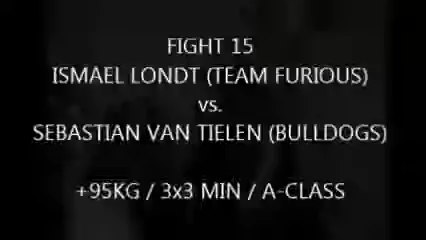 FIGHT 15
ISMAEL LONDT (TEAM FURIOUS)
vs.
SEBASTIAN VAN TIELEN (BULLDOGS)
+95KG / 3x3 MIN / A-CLASS